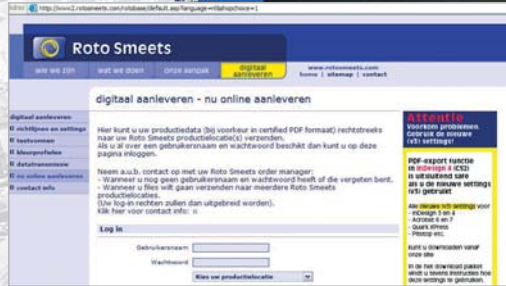 http://www2.rotosmeets.com/rotobase/default.asp?language=nl&shopchoice=1
Roto Smeets
wie we zijn
wat we doen
onze aanpak
digitaal aanleveren
www.rotosmeets.com
home | sitemap | contact
digitaal aanleveren - nu online aanleveren
digitaal aanleveren
richtlijnen en settings
testvormen
kleurprofielen
datatransmissie
nu online aanleveren
contact info
Hier kunt u uw productiedata (bij voorkeur in certified PDF formaat) rechtstreeks
naar uw Roto Smeets productielocatie(s) verzenden.
Als u al over een gebruikersnaam en wachtwoord beschikt dan kunt u op deze
pagina inloggen.
Neem a.u.b. contact op met uw Roto Smeets order manager:
- Wanneer u nog geen gebruikersnaam en wachtwoord heeft of die vergeten bent.
- Wanneer u files wilt gaan verzenden naar meerdere Roto Smeets
productielocaties.
(Uw log-in rechten zullen dan uitgebreid worden).
Klik hier voor contact info:
Log in
Gebruikersnaam
Wachtwoord
Kies uw productielocatie
Attentie
Voorkom problemen.
Gebruik de nieuwe
(v5) settings!
PDF-export functie
in InDesign 4 (CS2)
is uitsluitend safe
als u de nieuwe settings
(v5) gebruikt
Alle nieuwe (v5) settings voor
- InDesign 3 en 4
- Acrobat 6 en 7
- Quark XPress
- Pitstop etc.
kunt u downloaden vanaf
onze site
In de het download pakket
vindt u tevens instructies hoe
deze settings te gebruiken.